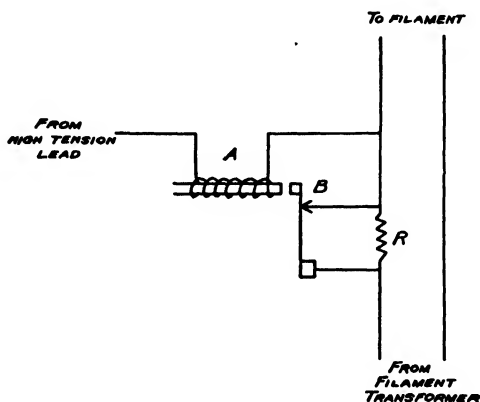 TO FILAMENT
FROM
HIGH TENSION
LEAD
A
B
R
FROM
FILAMENT
TRANSFORMER